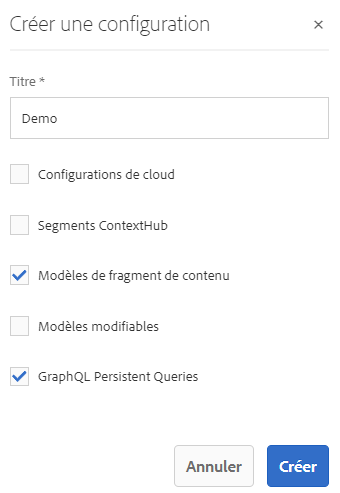 Créer une configuration
Titre *
Demo
Configurations de cloud
Segments ContextHub
Modèles de fragment de contenu
Modèles modifiables
GraphQL Persistent Queries
Annuler
Créer